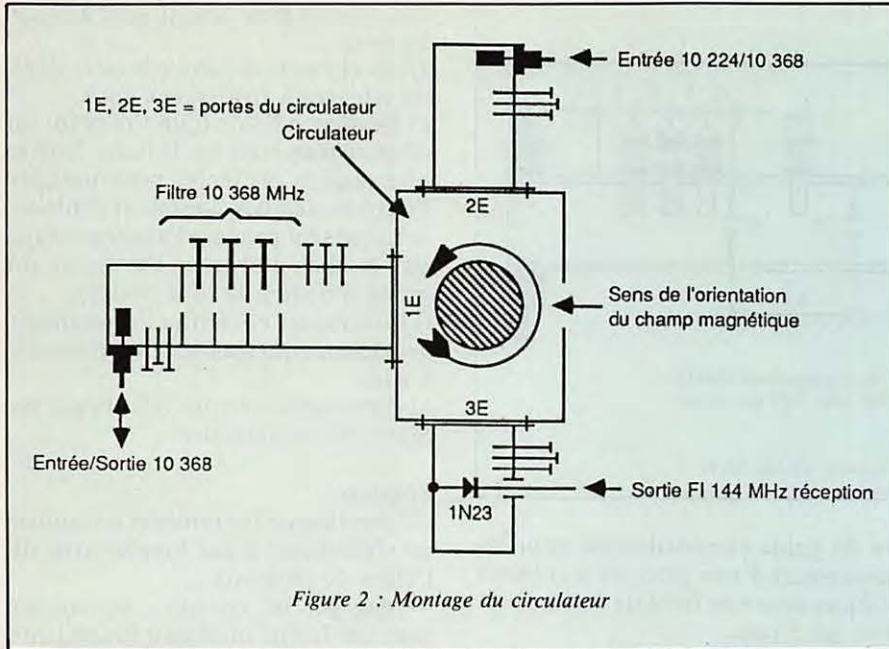 Entrée 10 224/10 368
1E, 2E, 3E = portes du circulateur
Circulateur
Filtre 10 368 MHz
2E
1E
Sens de l'orientation
du champ magnétique
3E
Entrée/Sortie 10 368
1N23
Sortie FI 144 MHz réception
Figure 2 : Montage du circulateur